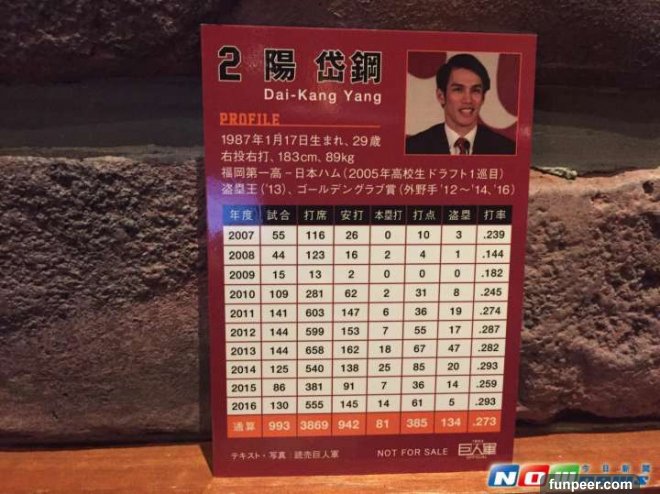 2 陽 岱鋼
Dai-Kang Yang
PROFILE
1987年1月17日生まれ、29歳
右投右打、183cm、89kg
福岡第一高-日本ハム(2005年高校生ドラフト1巡目)
盗塁王('13)、ゴールデングラブ賞(外野手'12〜'14、'16)
年度 試合 打席 安打 本塁打 打点 盗塁 打率
2007 55 116 26 0 10 3 .239
2008 44 123 16 2 4 1 .144
2009 15 13 2 0 0 0 .182
2010 109 281 62 2 31 8 .245
2011 141 603 147 6 36 19 .274
2012 144 599 153 7 55 17 .287
2013 144 658 162 18 67 47 .282
2014 125 540 138 25 85 20 .293
2015 86 381 91 7 36 14 .259
2016 130 555 145 14 61 5 .293
通算 993 3869 942 81 385 134 .273
テキスト・写真:読売巨人軍 NOT FOR SALE 巨人軍
NOW 今日新聞
funpeer.com